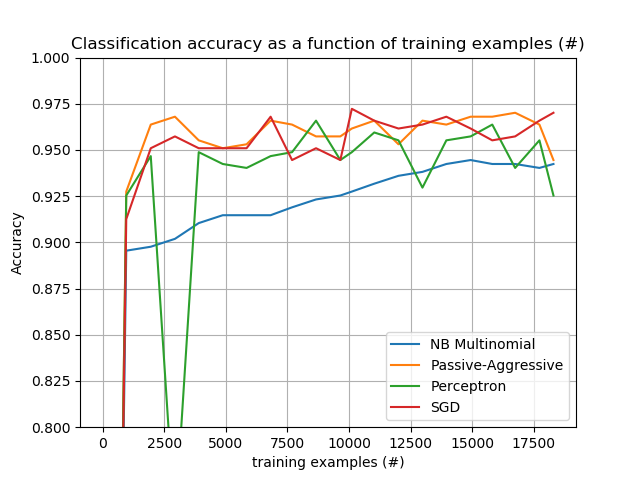 Classification accuracy as a function of training examples (#)
1.000
0.975
0.950
0.925
0.900
0.875
0.850
0.825
0.800
Accuracy
NB Multinomial
Passive-Aggressive
Perceptron
SGD
0 2500 5000 7500 10000 12500 15000 17500
training examples (#)